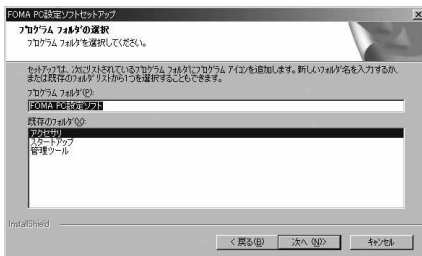 FOMA PC設定ソフトセットアップ
ﾌﾟﾛｸﾞﾗﾑ ﾌｫﾙﾀﾞの選択
ﾌﾟﾛｸﾞﾗﾑ ﾌｫﾙﾀﾞを選択してください。
ｾｯﾄｱｯﾌﾟは、次にﾘｽﾄされているﾌﾟﾛｸﾞﾗﾑ ﾌｫﾙﾀﾞにﾌﾟﾛｸﾞﾗﾑ ｱｲｺﾝを追加します。新しいﾌｫﾙﾀﾞ名を入力するか、
または既存のﾌｫﾙﾀﾞﾘｽﾄから1つを選択することもできます。
ﾌﾟﾛｸﾞﾗﾑ ﾌｫﾙﾀﾞ(P):
FOMA PC設定ソフト
既存のﾌｫﾙﾀﾞ(X):
アクセサリ
スタートアップ
管理ツール
InstallShield
< 戻る(B)
次へ (N)>
ｷｬﾝｾﾙ